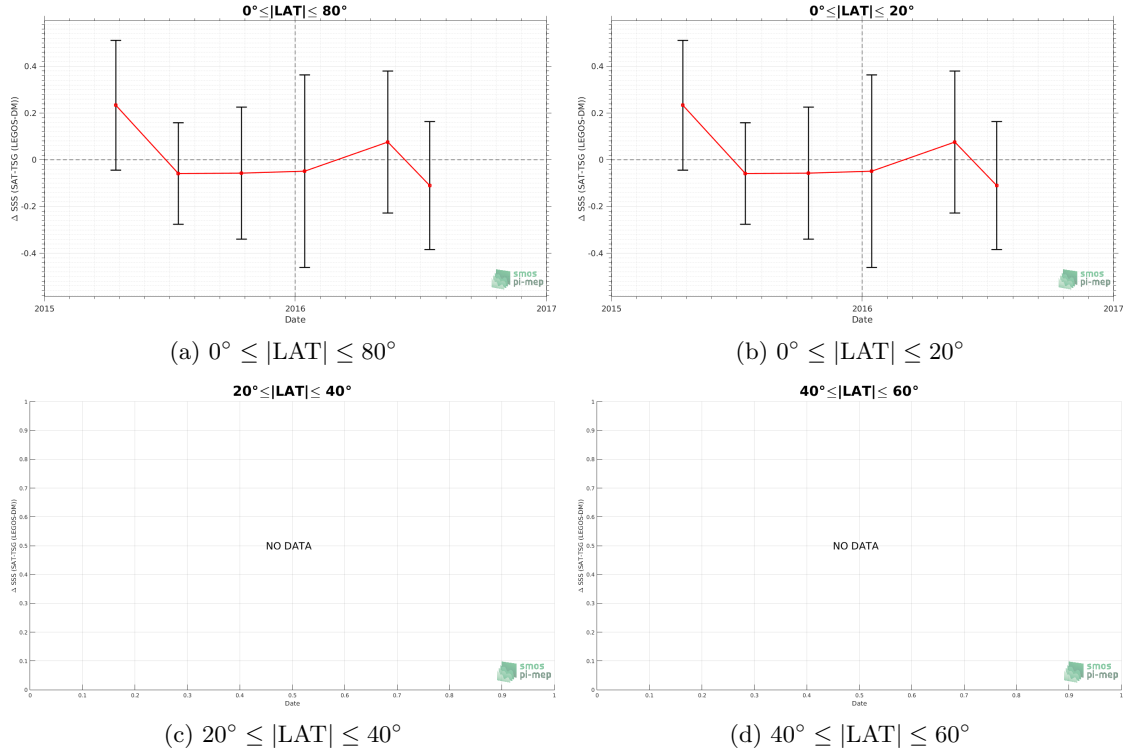 0°≤|LAT|≤ 80°
Δ SSS (SAT-TSG (LEGOS-DM))
0.4
0.2
0
-0.2
-0.4
2015
2016
2017
Date
smos
pi-mep
(a) 0° ≤ |LAT| ≤ 80°
0°≤|LAT|≤ 20°
Δ SSS (SAT-TSG (LEGOS-DM))
0.4
0.2
0
-0.2
-0.4
2015
2016
2017
Date
smos
pi-mep
(b) 0° ≤ |LAT| ≤ 20°
20°≤|LAT|≤ 40°
Δ SSS (SAT-TSG (LEGOS-DM))
1
0.9
0.8
0.7
0.6
0.5
0.4
0.3
0.2
0.1
0
NO DATA
0 0.1 0.2 0.3 0.4 0.5 0.6 0.7 0.8 0.9 1
Date
smos
pi-mep
(c) 20° ≤ |LAT| ≤ 40°
40°≤|LAT|≤ 60°
Δ SSS (SAT-TSG (LEGOS-DM))
1
0.9
0.8
0.7
0.6
0.5
0.4
0.3
0.2
0.1
0
NO DATA
0 0.1 0.2 0.3 0.4 0.5 0.6 0.7 0.8 0.9 1
Date
smos
pi-mep
(d) 40° ≤ |LAT| ≤ 60°